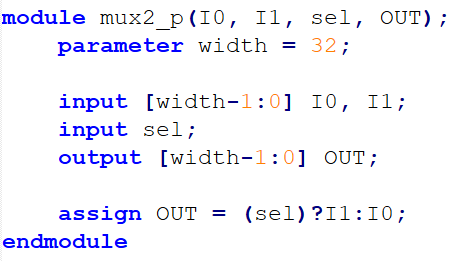 module mux2_p(I0, I1, sel, OUT);
    parameter width = 32;
    input [width-1:0] I0, I1;
    input sel;
    output [width-1:0] OUT;
    assign OUT = (sel)?I1:I0;
endmodule